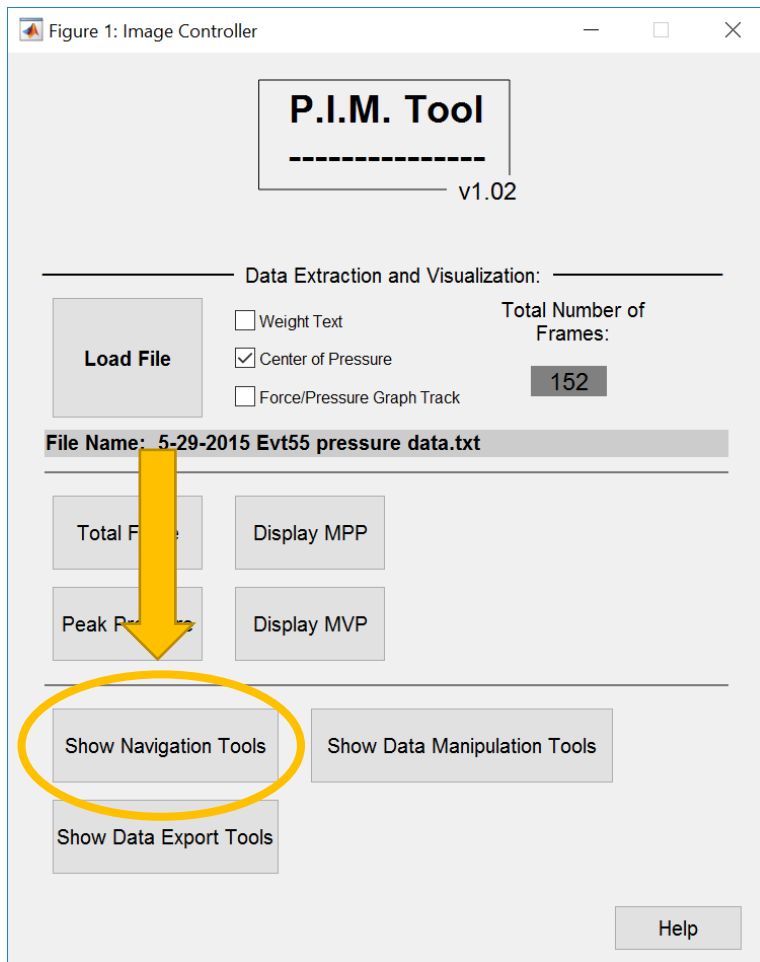 Figure 1: Image Controller
P.I.M. Tool
---------------
v1.02
Data Extraction and Visualization:
Load File
Weight Text
Center of Pressure
Force/Pressure Graph Track
Total Number of
Frames:
152
File Name: 5-29-2015 Evt55 pressure data.txt
Total F
Display MPP
Peak Pr
Display MVP
Show Navigation Tools
Show Data Manipulation Tools
Show Data Export Tools
Help